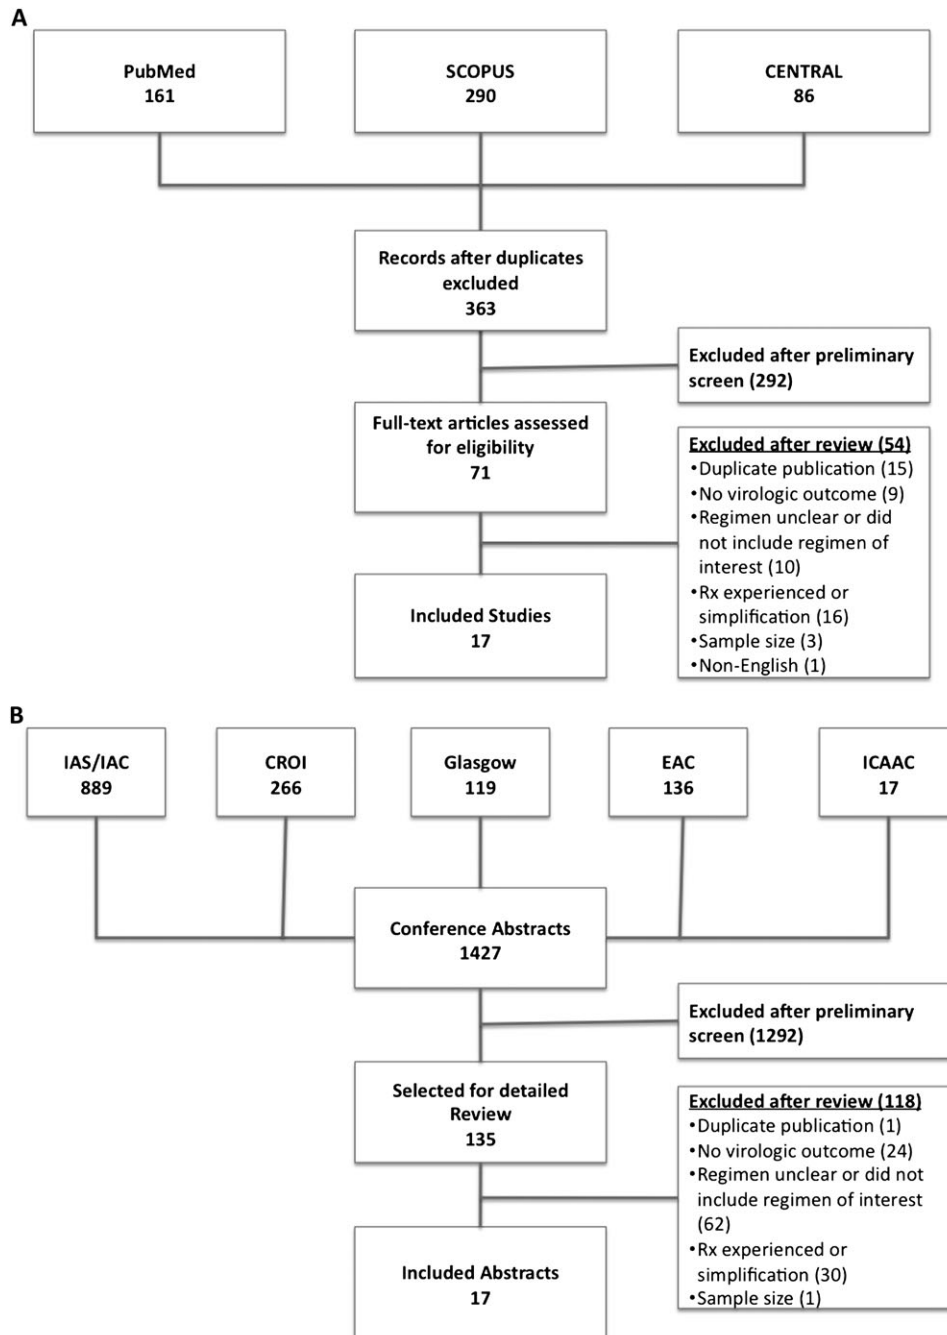 A
PubMed
161
SCOPUS
290
CENTRAL
86
Records after duplicates
excluded
363
Excluded after preliminary
screen (292)
Full-text articles assessed
for eligibility
71
Excluded after review (54)
•Duplicate publication (15)
•No virologic outcome (9)
•Regimen unclear or did
not include regimen of
interest (10)
•Rx experienced or
simplification (16)
•Sample size (3)
•Non-English (1)
Included Studies
17
B
IAS/IAC
889
CROI
266
Glasgow
119
EAC
136
ICAAC
17
Conference Abstracts
1427
Excluded after preliminary
screen (1292)
Selected for detailed
Review
135
Excluded after review (118)
•Duplicate publication (1)
•No virologic outcome (24)
•Regimen unclear or did not
include regimen of interest
(62)
•Rx experienced or
simplification (30)
•Sample size (1)
Included Abstracts
17